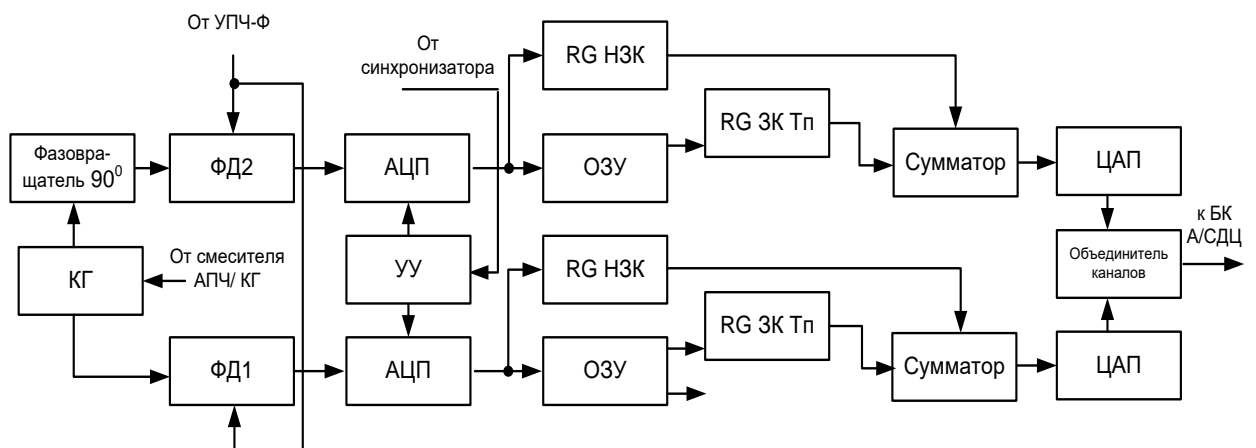 От УПЧ-Ф
От
синхронизатора
RG НЗК
RG ЗК Тп
Фазовра-
щатель 90⁰
ФД2
АЦП
ОЗУ
Сумматор
ЦАП
к БК
А/СДЦ
КГ
От смесителя
АПЧ/ КГ
УУ
RG НЗК
Объединитель
каналов
RG ЗК Тп
ФД1
АЦП
ОЗУ
Сумматор
ЦАП